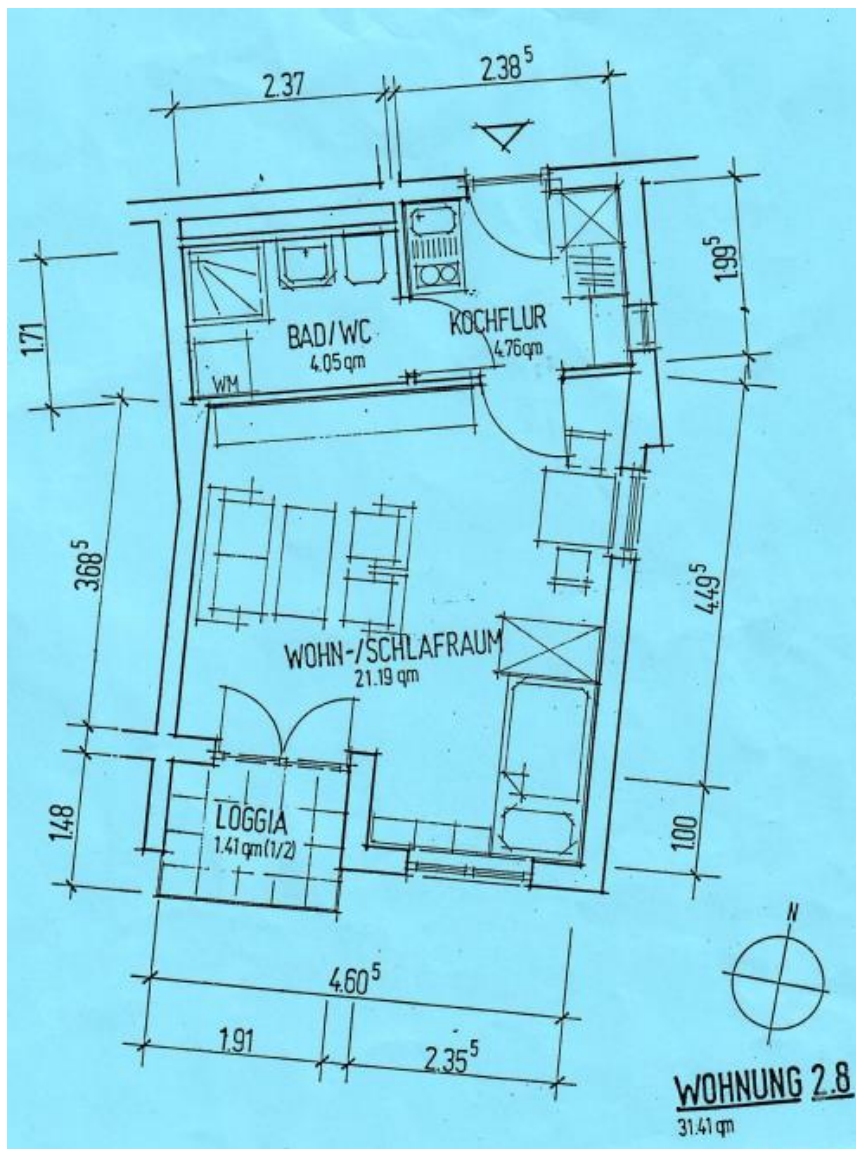 2.37
2.38⁵
1.71
1.99⁵
BAD/WC
4.05 qm
KOCHFLUR
4.76qm
WM
3.68⁵
4.49⁵
WOHN-/SCHLAFRAUM
21.19 qm
LOGGIA
1.41 qm(1/2)
1.48
1.00
N
4.60⁵
1.91
2.35⁵
WOHNUNG 2.8
31.41 qm